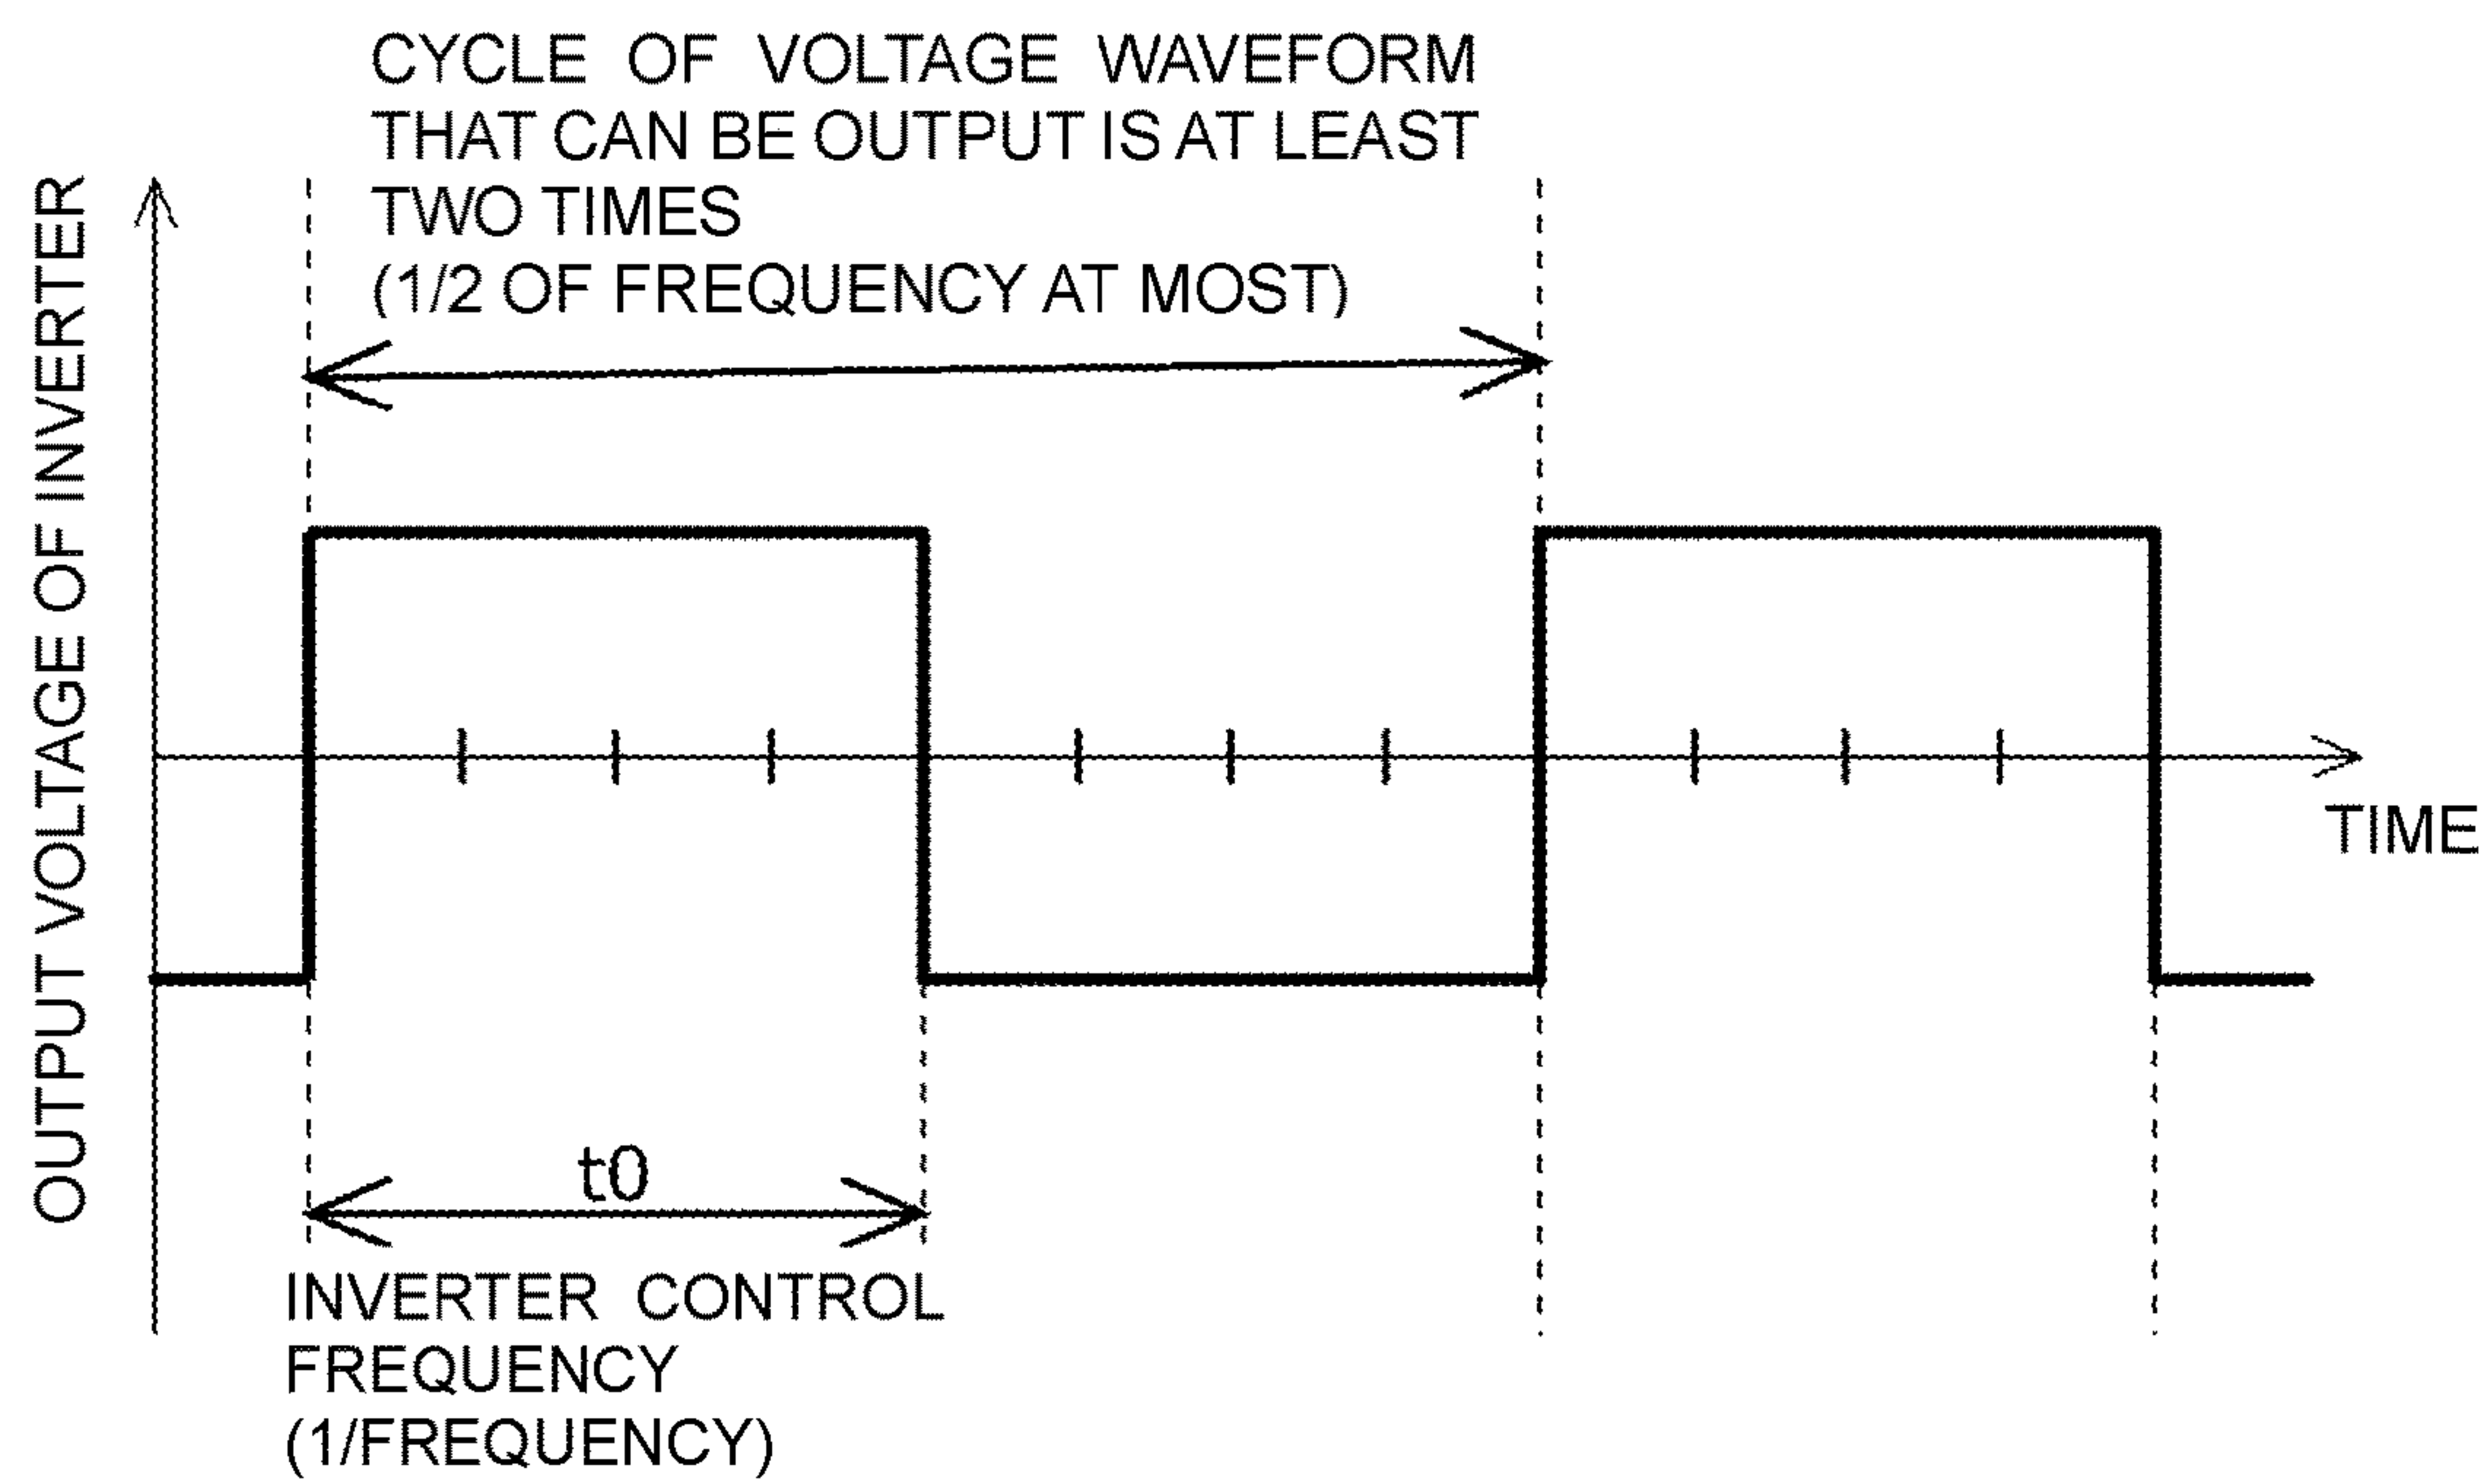 CYCLE OF VOLTAGE WAVEFORM
THAT CAN BE OUTPUT IS AT LEAST
TWO TIMES
(1/2 OF FREQUENCY AT MOST)
OUTPUT VOLTAGE OF INVERTER
TIME
t0
INVERTER CONTROL
FREQUENCY
(1/FREQUENCY)